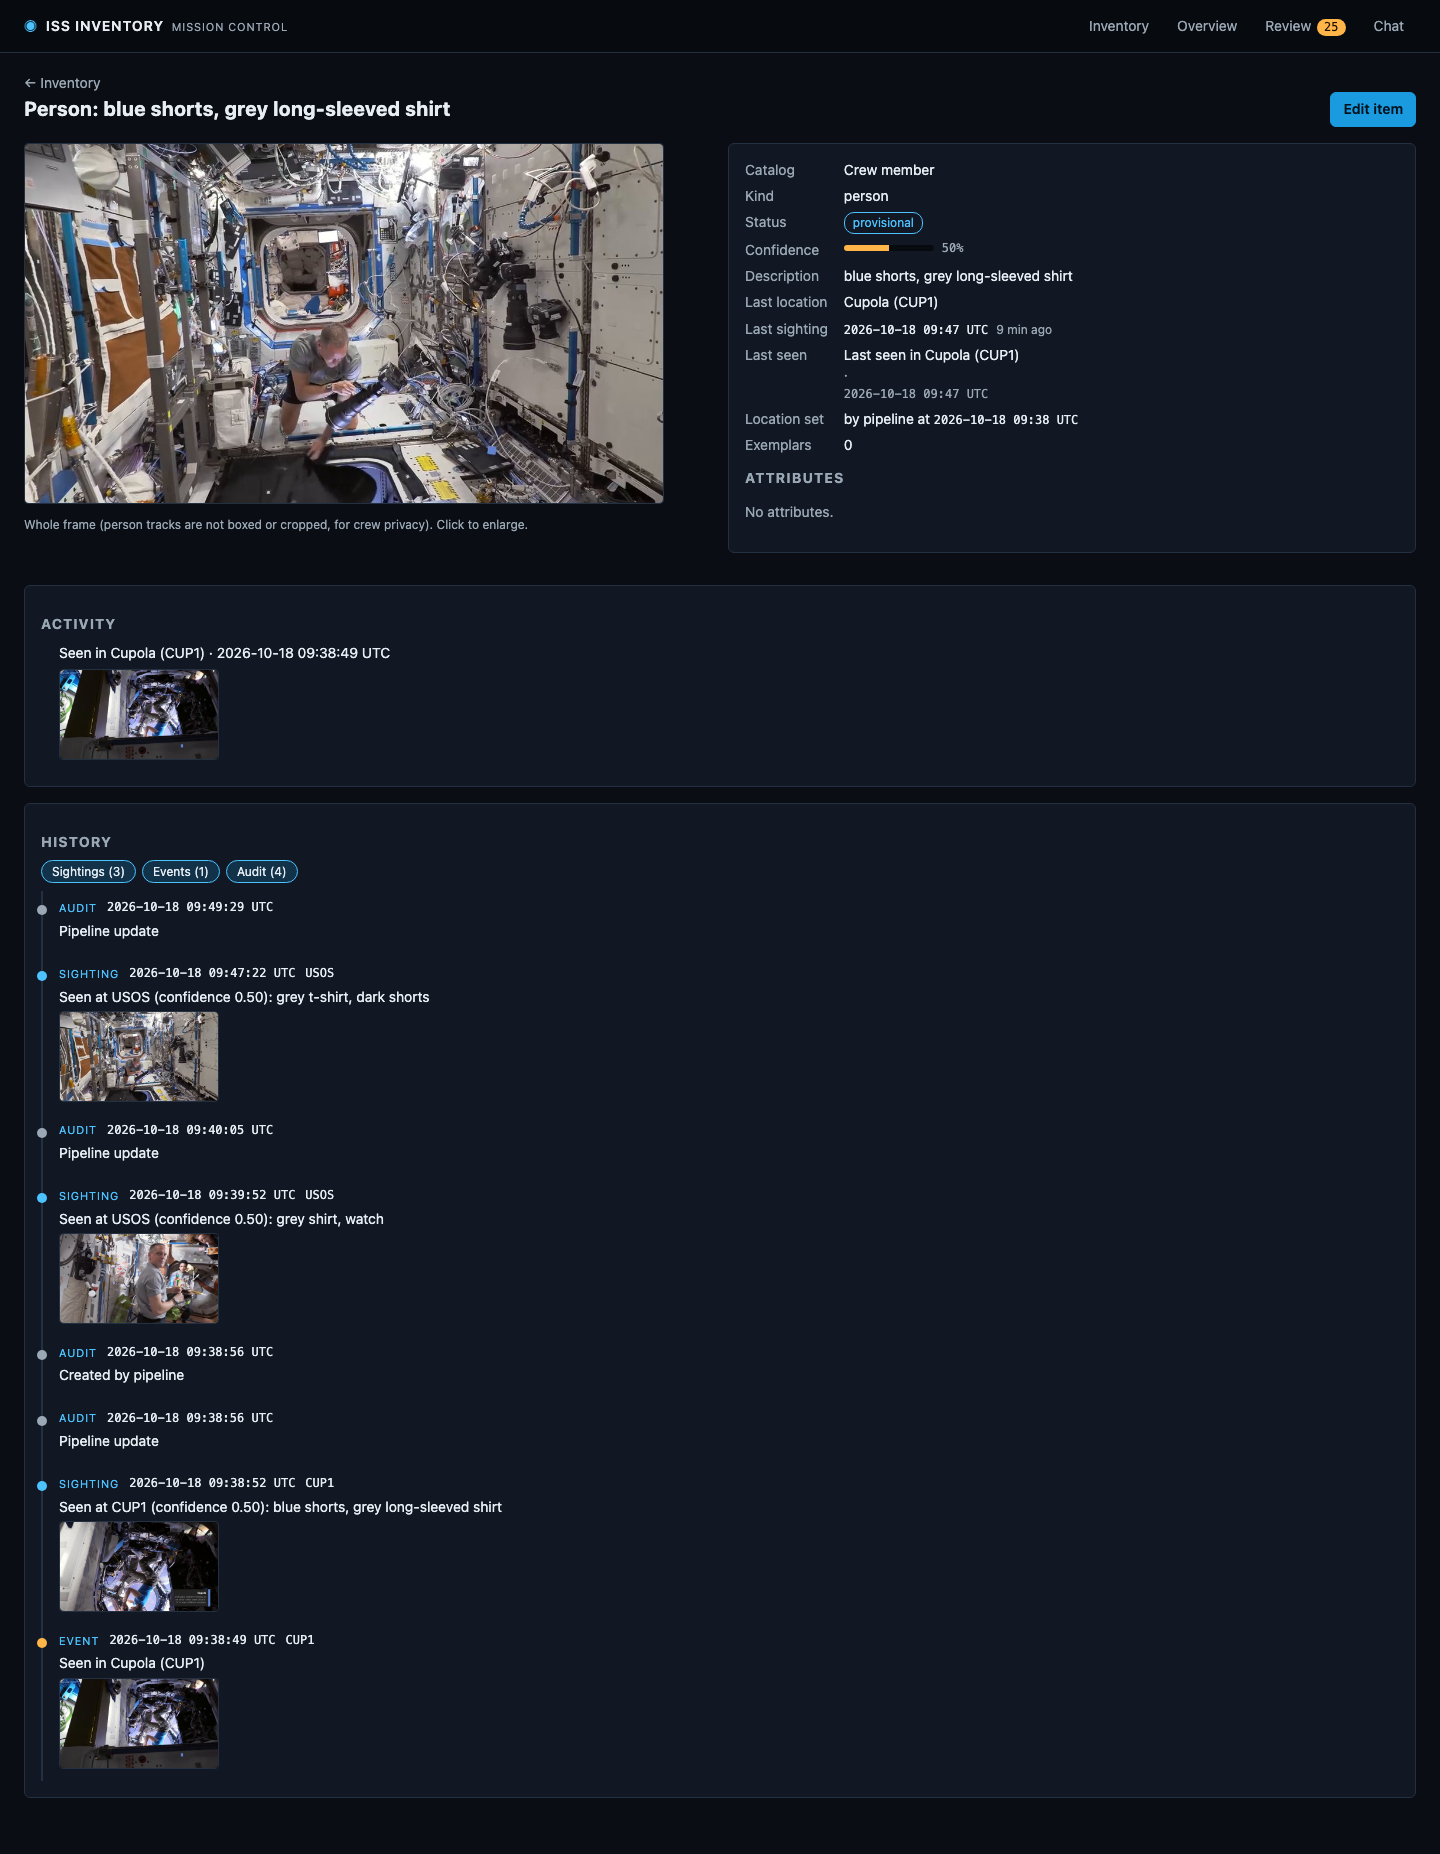 ISS INVENTORY MISSION CONTROL
Inventory Overview Review 25 Chat
← Inventory
Person: blue shorts, grey long-sleeved shirt
Edit item
Whole frame (person tracks are not boxed or cropped, for crew privacy). Click to enlarge.
Catalog Crew member
Kind person
Status provisional
Confidence 50%
Description blue shorts, grey long-sleeved shirt
Last location Cupola (CUP1)
Last sighting 2026-10-18 09:47 UTC 9 min ago
Last seen Last seen in Cupola (CUP1)
·
2026-10-18 09:47 UTC
Location set by pipeline at 2026-10-18 09:38 UTC
Exemplars 0
ATTRIBUTES
No attributes.
ACTIVITY
Seen in Cupola (CUP1) · 2026-10-18 09:38:49 UTC
HISTORY
Sightings (3) Events (1) Audit (4)
AUDIT 2026-10-18 09:49:29 UTC
Pipeline update
SIGHTING 2026-10-18 09:47:22 UTC USOS
Seen at USOS (confidence 0.50): grey t-shirt, dark shorts
AUDIT 2026-10-18 09:40:05 UTC
Pipeline update
SIGHTING 2026-10-18 09:39:52 UTC USOS
Seen at USOS (confidence 0.50): grey shirt, watch
AUDIT 2026-10-18 09:38:56 UTC
Created by pipeline
AUDIT 2026-10-18 09:38:56 UTC
Pipeline update
SIGHTING 2026-10-18 09:38:52 UTC CUP1
Seen at CUP1 (confidence 0.50): blue shorts, grey long-sleeved shirt
EVENT 2026-10-18 09:38:49 UTC CUP1
Seen in Cupola (CUP1)